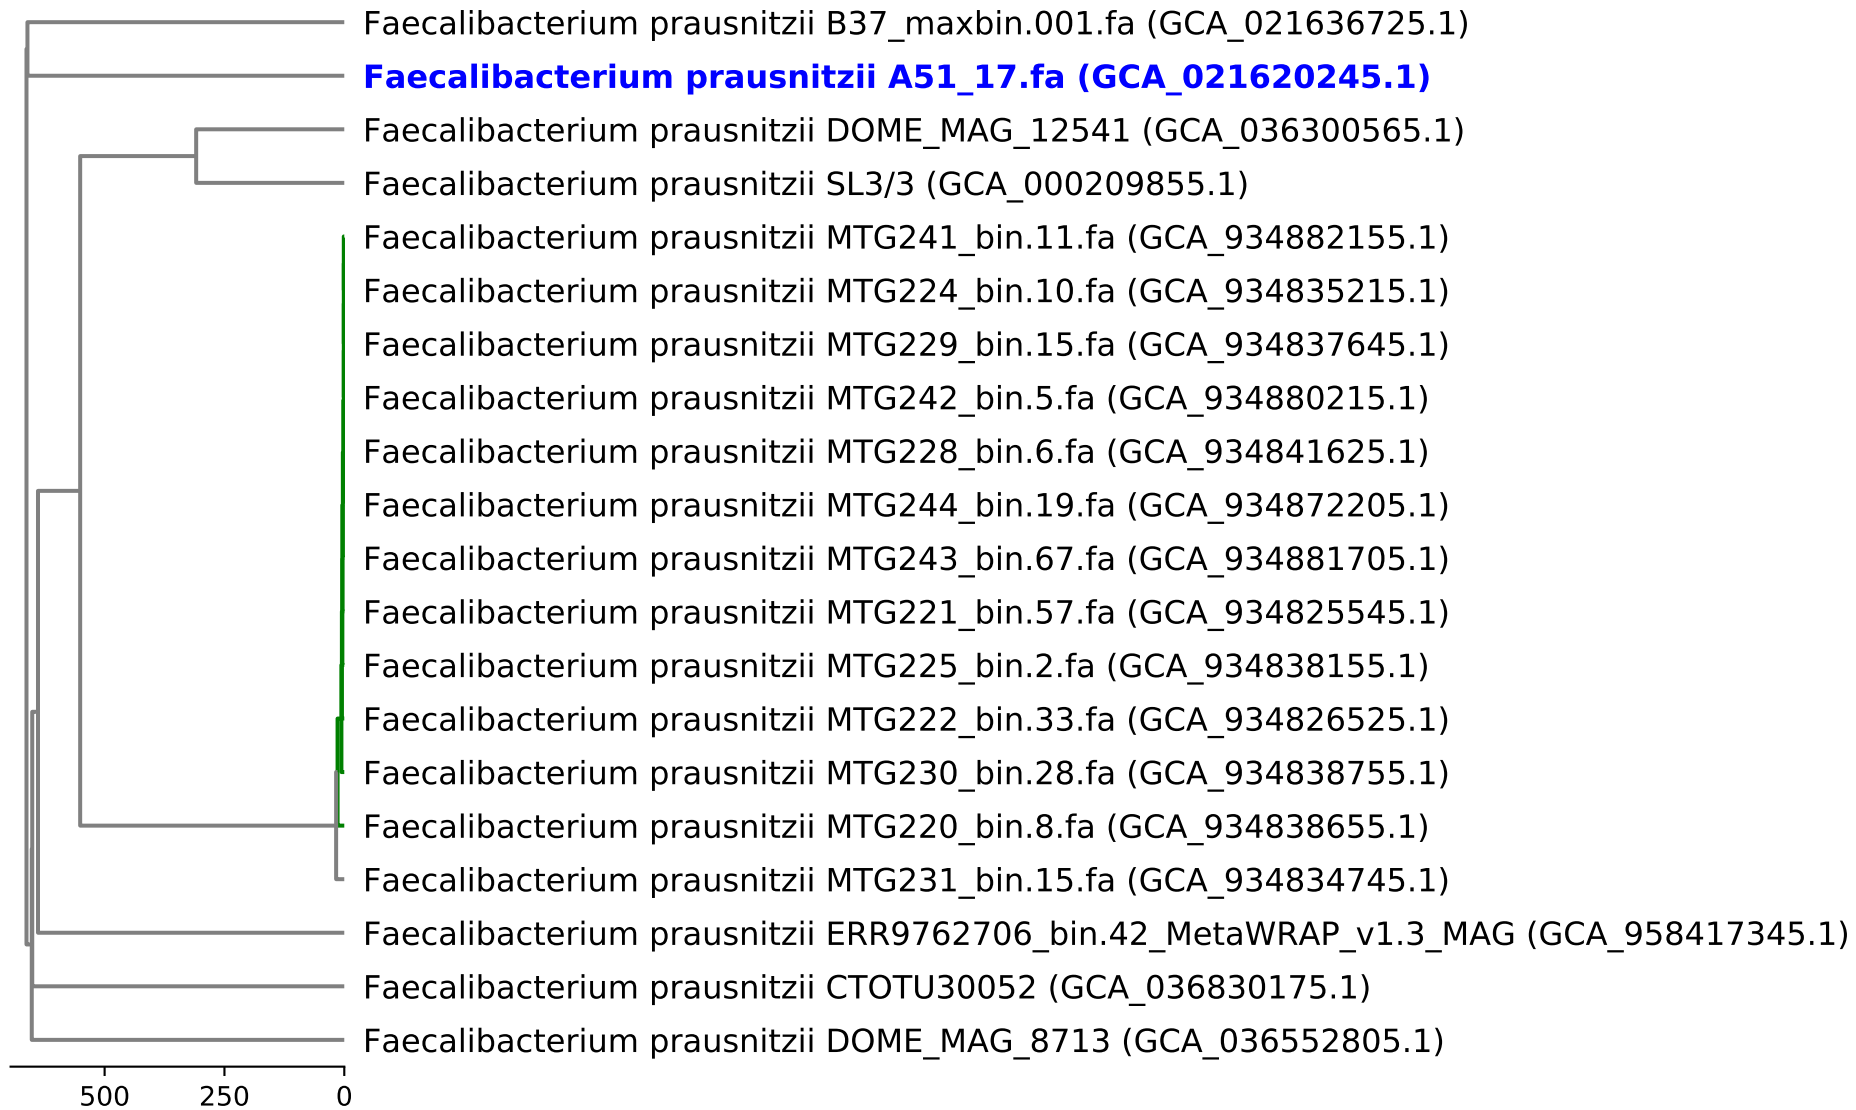 Faecalibacterium prausnitzii B37_maxbin.001.fa (GCA_021636725.1)
Faecalibacterium prausnitzii A51_17.fa (GCA_021620245.1)
Faecalibacterium prausnitzii DOME_MAG_12541 (GCA_036300565.1)
Faecalibacterium prausnitzii SL3/3 (GCA_000209855.1)
Faecalibacterium prausnitzii MTG241_bin.11.fa (GCA_934882155.1)
Faecalibacterium prausnitzii MTG224_bin.10.fa (GCA_934835215.1)
Faecalibacterium prausnitzii MTG229_bin.15.fa (GCA_934837645.1)
Faecalibacterium prausnitzii MTG242_bin.5.fa (GCA_934880215.1)
Faecalibacterium prausnitzii MTG228_bin.6.fa (GCA_934841625.1)
Faecalibacterium prausnitzii MTG244_bin.19.fa (GCA_934872205.1)
Faecalibacterium prausnitzii MTG243_bin.67.fa (GCA_934881705.1)
Faecalibacterium prausnitzii MTG221_bin.57.fa (GCA_934825545.1)
Faecalibacterium prausnitzii MTG225_bin.2.fa (GCA_934838155.1)
Faecalibacterium prausnitzii MTG222_bin.33.fa (GCA_934826525.1)
Faecalibacterium prausnitzii MTG230_bin.28.fa (GCA_934838755.1)
Faecalibacterium prausnitzii MTG220_bin.8.fa (GCA_934838655.1)
Faecalibacterium prausnitzii MTG231_bin.15.fa (GCA_934834745.1)
Faecalibacterium prausnitzii ERR9762706_bin.42_MetaWRAP_v1.3_MAG (GCA_958417345.1)
Faecalibacterium prausnitzii CTOTU30052 (GCA_036830175.1)
Faecalibacterium prausnitzii DOME_MAG_8713 (GCA_036552805.1)
500 250 0